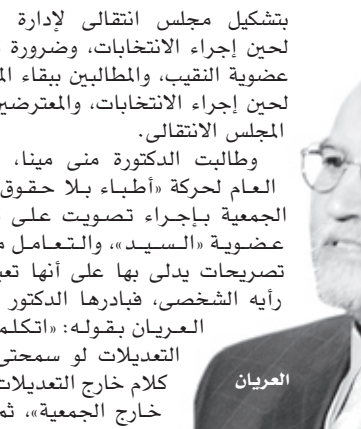 بتشكيل مجلس انتقالى لإدارة
لحين إجراء الانتخابات، وضرورة
عضوية النقيب، والمطالبين ببقاء
لحين إجراء الانتخابات، والمعترضين
المجلس الانتقالى.
وطالبت الدكتورة منى مينا،
العام لحركة «أطباء بلا حقوق
الجمعية بإجراء تصويت على
عضوية «السيد»، والتعامل
تصريحات يدلى بها على أنها
رأيه الشخصى، فبادرها الدكتور
العريان بقوله: «اتكلم
التعديلات لو سمحتى
كلام خارج التعديلات
خارج الجمعية»، ثم
العريان